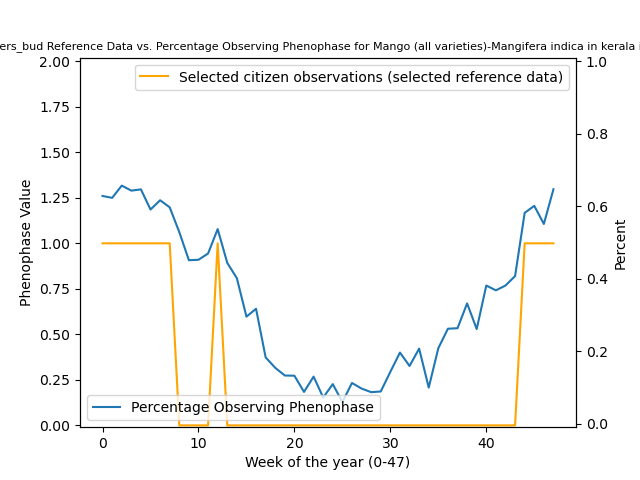 ers_bud Reference Data vs. Percentage Observing Phenophase for Mango (all varieties)-Mangifera indica in kerala i
Selected citizen observations (selected reference data)
Percentage Observing Phenophase
Phenophase Value
2.00
1.75
1.50
1.25
1.00
0.75
0.50
0.25
0.00
1.0
0.8
0.6
0.4
0.2
0.0
Percent
0 10 20 30 40
Week of the year (0-47)